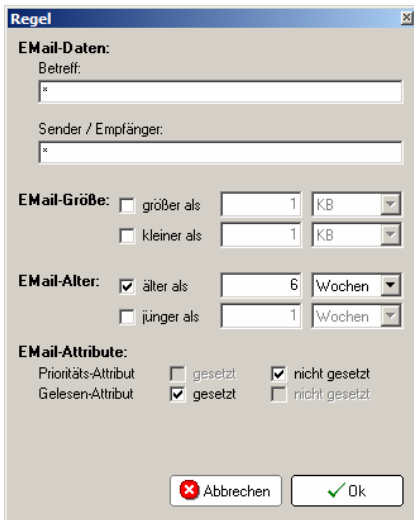 Regel
EMail-Daten:
Betreff:
*
Sender / Empfänger:
*
EMail-Größe: größer als 1 KB
kleiner als 1 KB
EMail-Alter: älter als 6 Wochen
jünger als 1 Wochen
EMail-Attribute:
Prioritäts-Attribut gesetzt nicht gesetzt
Gelesen-Attribut gesetzt nicht gesetzt
Abbrechen Ok